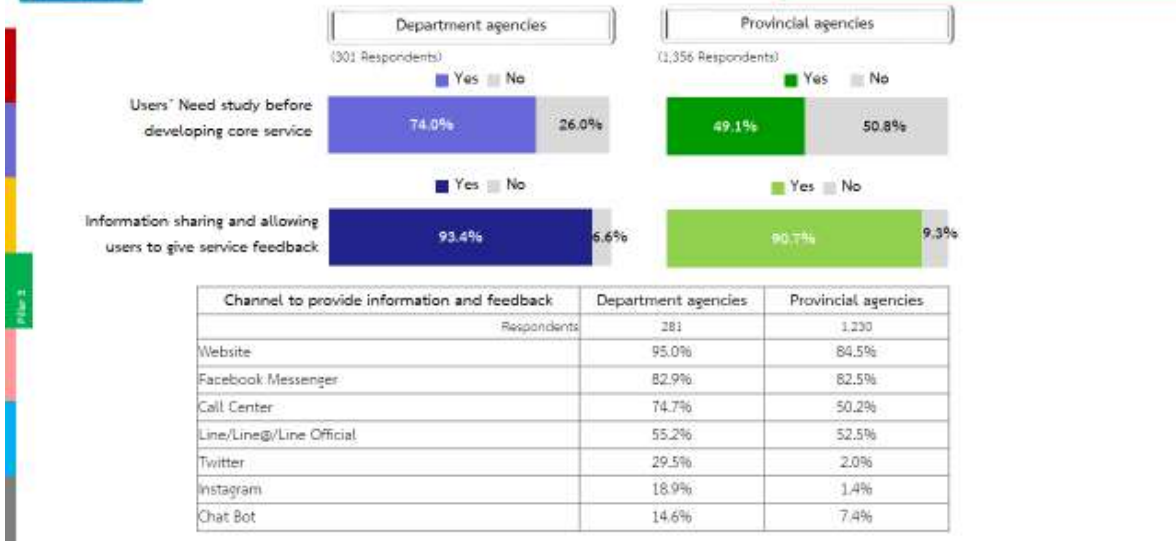 Department agencies Provincial agencies
(301 Respondents) (1,356 Respondents)
Yes No Yes No
Users' Need study before
developing core service
74.0% 26.0% 49.1% 50.8%
Yes No Yes No
Information sharing and allowing
users to give service feedback
93.4% 6.6% 90.7% 9.3%
Channel to provide information and feedback Department agencies Provincial agencies
Respondents 281 1,230
Website 95.0% 84.5%
Facebook Messenger 82.9% 82.5%
Call Center 74.7% 50.2%
Line/Line@/Line Official 55.2% 52.5%
Twitter 29.5% 2.0%
Instagram 18.9% 1.4%
Chat Bot 14.6% 7.4%
Pillar